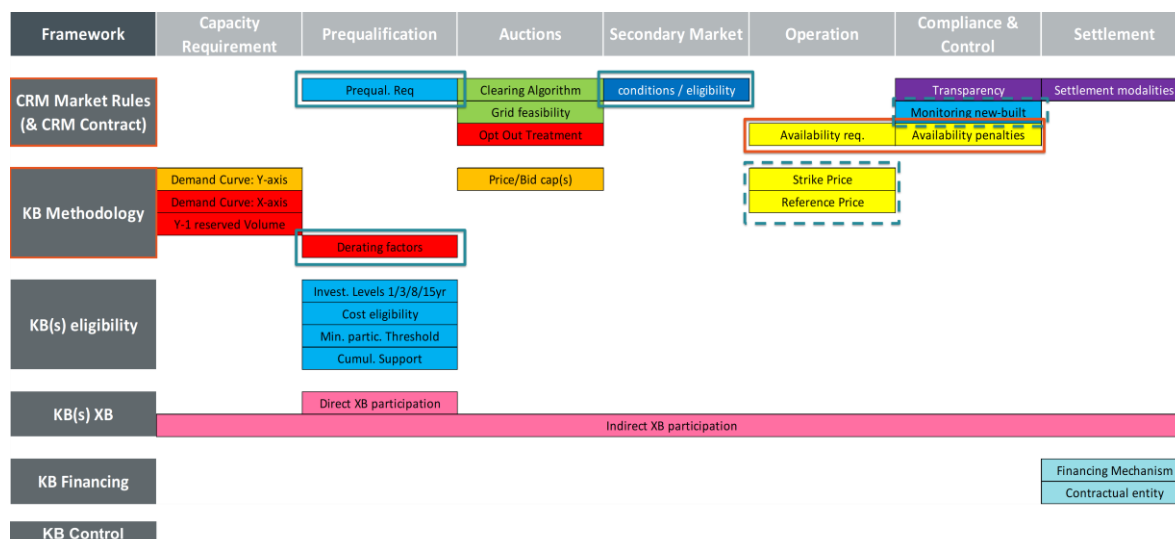 Framework
Capacity
Requirement
Prequalification
Auctions
Secondary Market
Operation
Compliance &
Control
Settlement
CRM Market Rules
(& CRM Contract)
Prequal. Req
Clearing Algorithm
conditions / eligibility
Transparency
Settlement modalities
Grid feasibility
Monitoring new-built
Opt Out Treatment
Availability req.
Availability penalties
KB Methodology
Demand Curve: Y-axis
Price/Bid cap(s)
Strike Price
Demand Curve: X-axis
Reference Price
Y-1 reserved Volume
Derating factors
KB(s) eligibility
Invest. Levels 1/3/8/15yr
Cost eligibility
Min. partic. Threshold
Cumul. Support
KB(s) XB
Direct XB participation
Indirect XB participation
KB Financing
Financing Mechanism
Contractual entity
KB Control